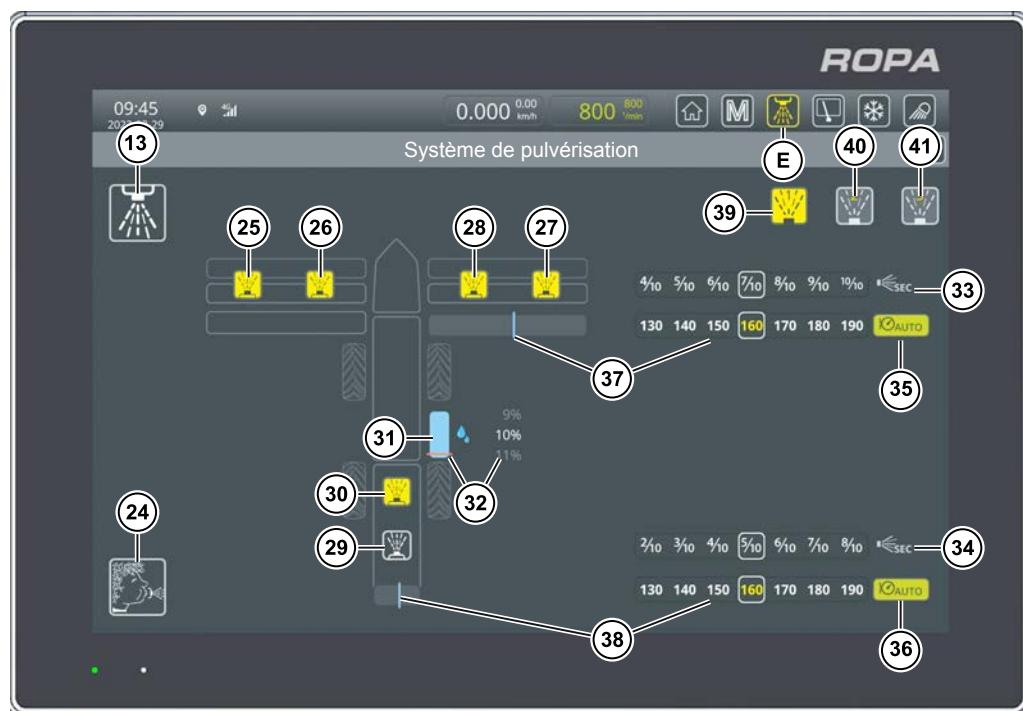 ROPA
09:45
4G
0.000 0.00 km/h
800 800 1/min
M
13
Système de pulvérisation
E
40
41
39
25
26
28
27
4/10 5/10 6/10 7/10 8/10 9/10 10/10 SEC
33
130 140 150 160 170 180 190 AUTO
37
35
9%
31
10%
11%
32
30
24
29
2/10 3/10 4/10 5/10 6/10 7/10 8/10 SEC
34
130 140 150 160 170 180 190 AUTO
38
36